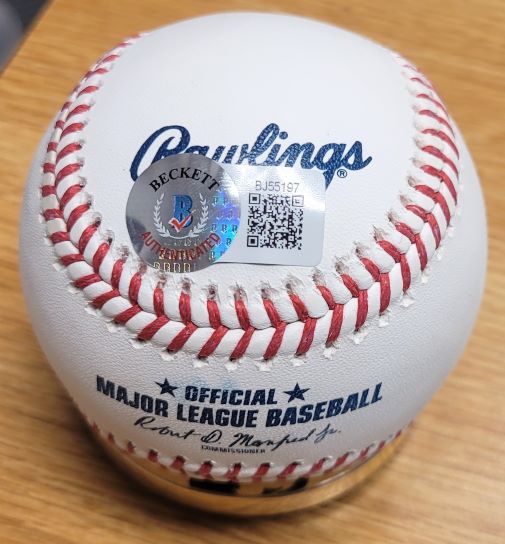 Rawlings
®
BECKETT
B
AUTHENTICATED
BJ55197
OFFICIAL
MAJOR LEAGUE BASEBALL
Robert D. Manfred Jr.
COMMISSIONER